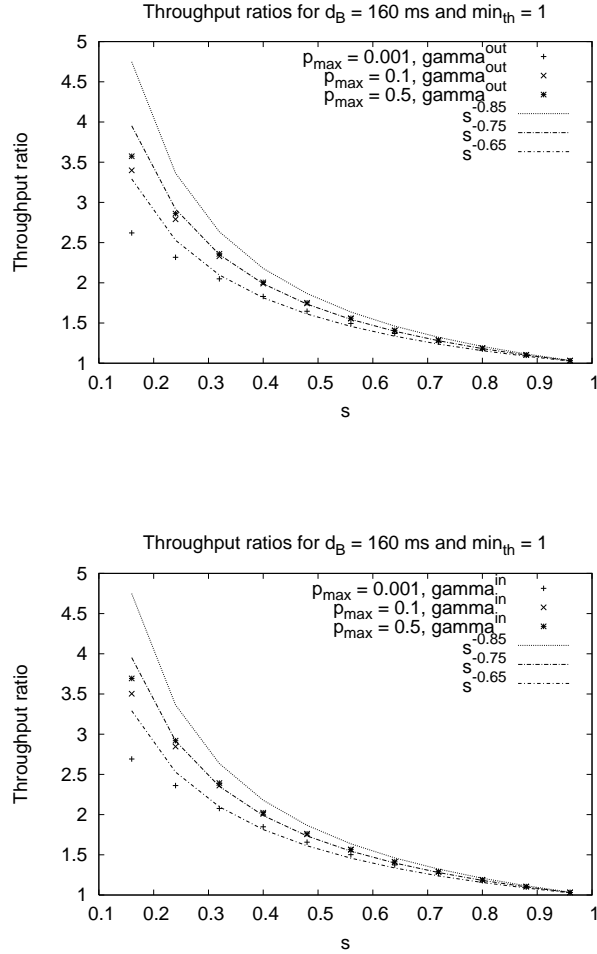 Throughput ratios for d_B = 160 ms and min_th = 1
5
4.5
4
3.5
3
2.5
2
1.5
1
0.1 0.2 0.3 0.4 0.5 0.6 0.7 0.8 0.9 1
Throughput ratio
s
p_max = 0.001, gamma^out
p_max = 0.1, gamma^out
p_max = 0.5, gamma^out
s^-0.85
s^-0.75
s^-0.65
Throughput ratios for d_B = 160 ms and min_th = 1
5
4.5
4
3.5
3
2.5
2
1.5
1
0.1 0.2 0.3 0.4 0.5 0.6 0.7 0.8 0.9 1
Throughput ratio
s
p_max = 0.001, gamma^in
p_max = 0.1, gamma^in
p_max = 0.5, gamma^in
s^-0.85
s^-0.75
s^-0.65